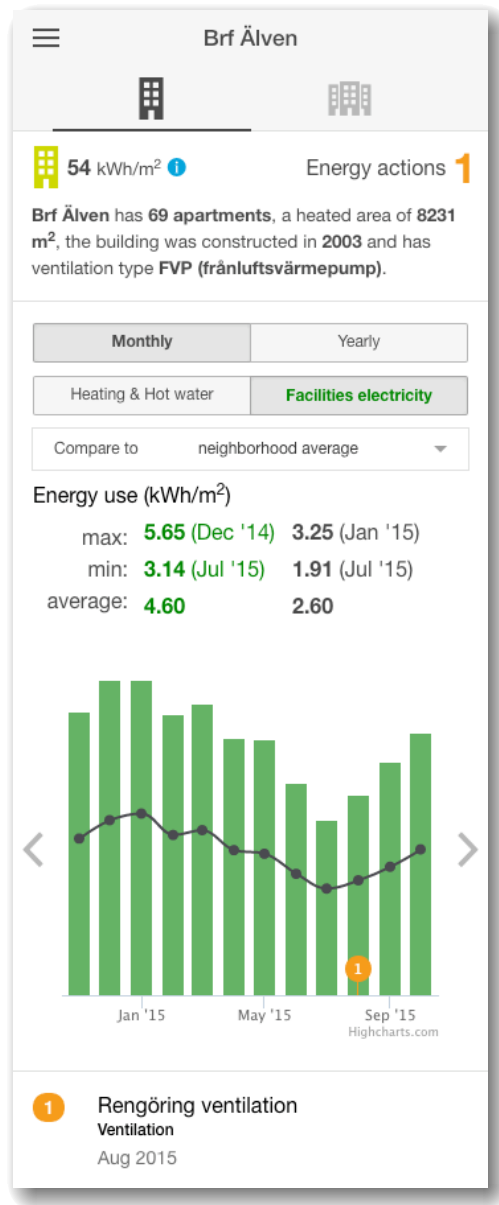 Brf Älven
54 kWh/m² i Energy actions 1
Brf Älven has 69 apartments, a heated area of 8231
m², the building was constructed in 2003 and has
ventilation type FVP (frånluftsvärmepump).
Monthly Yearly
Heating & Hot water Facilities electricity
Compare to neighborhood average
Energy use (kWh/m²)
max: 5.65 (Dec '14) 3.25 (Jan '15)
min: 3.14 (Jul '15) 1.91 (Jul '15)
average: 4.60 2.60
1
Jan '15 May '15 Sep '15
Highcharts.com
1 Rengöring ventilation
Ventilation
Aug 2015